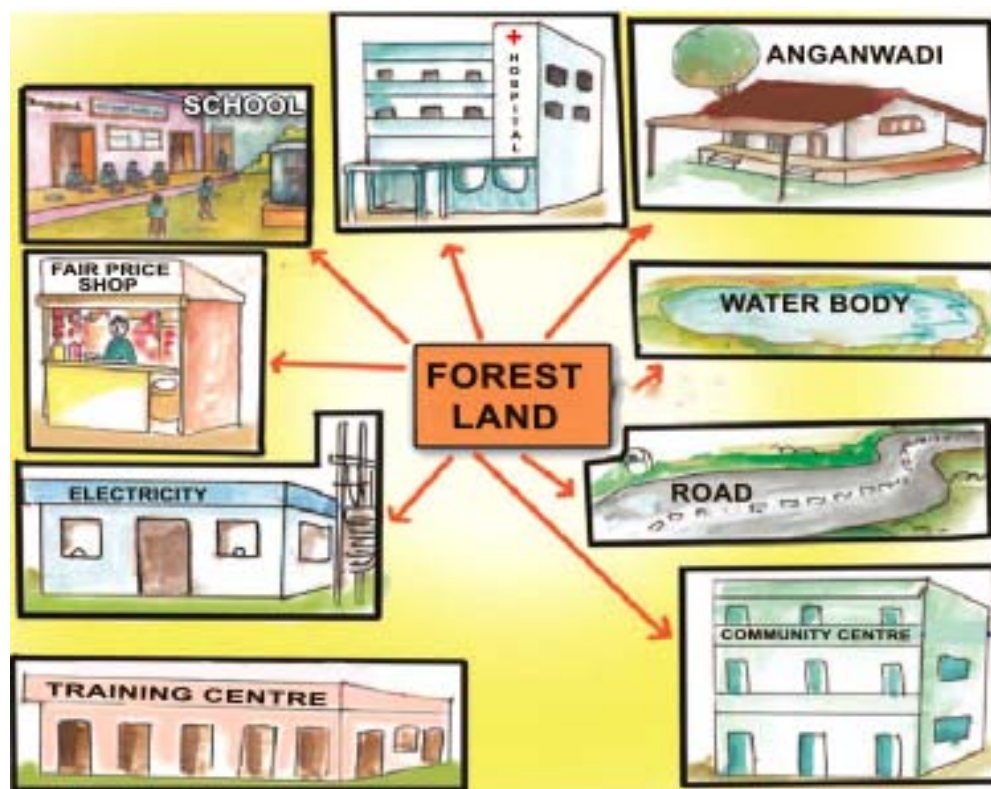 SCHOOL
HOSPITAL
ANGANWADI
FAIR PRICE
SHOP
WATER BODY
FOREST
LAND
ELECTRICITY
ROAD
COMMUNITY CENTRE
TRAINING CENTRE